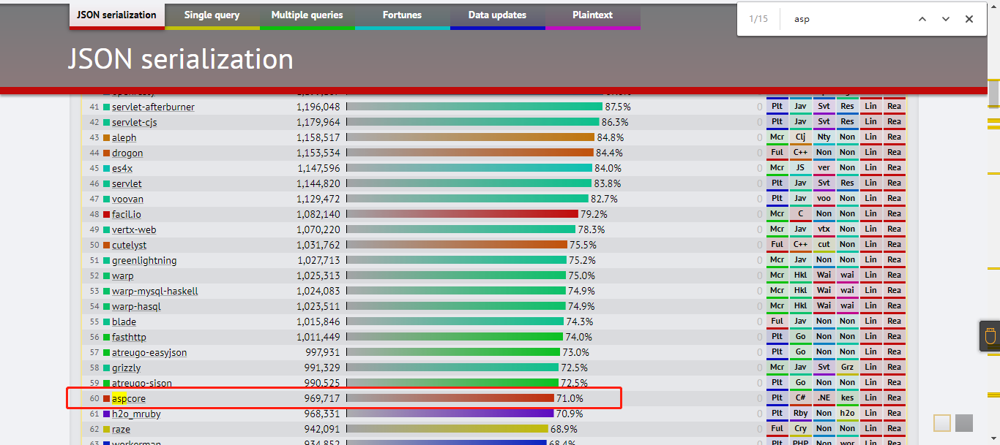 JSON serialization Single query Multiple queries Fortunes Data updates Plaintext
1/15 asp
JSON serialization
41 servlet-afterburner 1,196,048 87.5% 0 Plt Jav Svt Res Lin Rea
42 servlet-cjs 1,179,964 86.3% 0 Plt Jav Svt Res Lin Rea
43 aleph 1,158,517 84.8% 0 Mcr Clj Nty Non Lin Rea
44 drogon 1,153,534 84.4% 0 Ful C++ Non Non Lin Rea
45 es4x 1,147,596 84.0% 0 Mcr JS ver Non Lin Rea
46 servlet 1,144,820 83.8% 0 Plt Jav Svt Res Lin Rea
47 voovan 1,129,472 82.7% 0 Plt Jav voo Non Lin Rea
48 facil.io 1,082,140 79.2% 0 Mcr C Non Non Lin Rea
49 vertx-web 1,070,220 78.3% 0 Mcr Jav vtx Non Lin Rea
50 cutelyst 1,031,762 75.5% 0 Ful C++ cut Non Lin Rea
51 greenlightning 1,027,713 75.2% 0 Mcr Jav Non Non Lin Rea
52 warp 1,025,313 75.0% 0 Mcr Hkl Wai wai Lin Rea
53 warp-mysql-haskell 1,024,083 74.9% 0 Mcr Hkl Wai wai Lin Rea
54 warp-hasql 1,023,511 74.9% 0 Mcr Hkl Wai wai Lin Rea
55 blade 1,015,846 74.3% 0 Ful Jav Non Non Lin Rea
56 fasthttp 1,011,449 74.0% 0 Plt Go Non Non Lin Rea
57 atreugo-easyjson 997,931 73.0% 0 Plt Go Non Non Lin Rea
58 grizzly 991,329 72.5% 0 Mcr Jav Svt Grz Lin Rea
59 atreugo-sjson 990,525 72.5% 0 Plt Go Non Non Lin Rea
60 aspcore 969,717 71.0% 0 Plt C# .NE kes Lin Rea
61 h2o_mruby 968,331 70.9% 0 Plt Rby Non h2o Lin Rea
62 raze 942,091 68.9% 0 Ful Cry Non Non Lin Rea
63 workerman 934,852 68.4% 0 Plt PHP Non wor Lin Rea